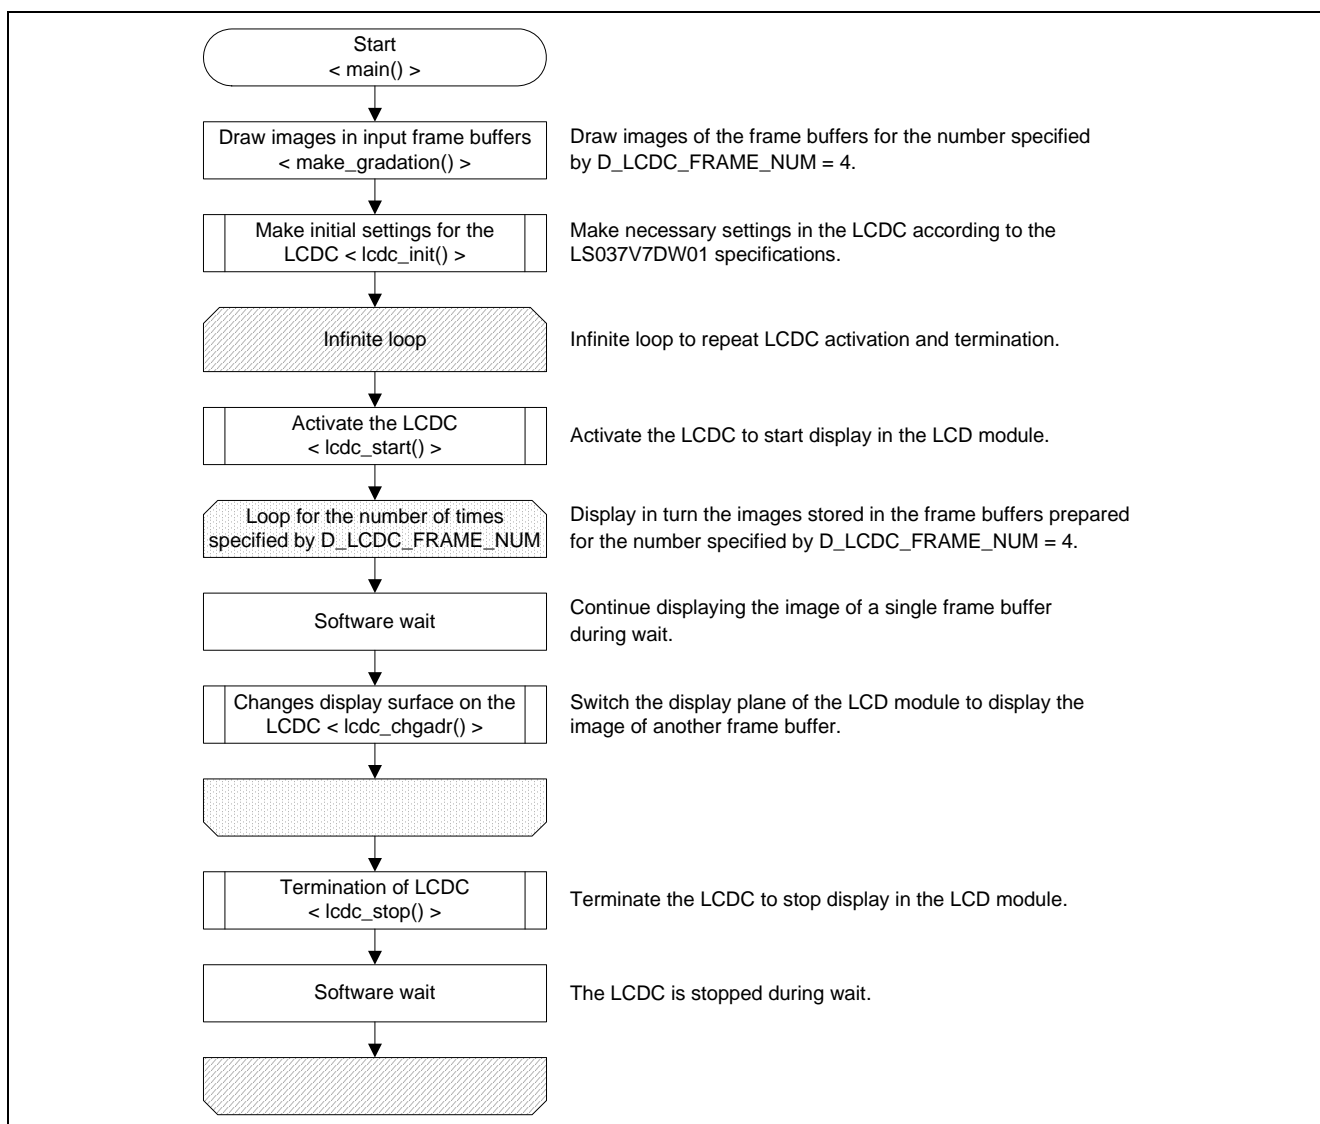 Start
< main() >
Draw images in input frame buffers
< make_gradation() >
Draw images of the frame buffers for the number specified
by D_LCDC_FRAME_NUM = 4.
Make initial settings for the
LCDC < lcdc_init() >
Make necessary settings in the LCDC according to the
LS037V7DW01 specifications.
Infinite loop
Infinite loop to repeat LCDC activation and termination.
Activate the LCDC
< lcdc_start() >
Activate the LCDC to start display in the LCD module.
Loop for the number of times
specified by D_LCDC_FRAME_NUM
Display in turn the images stored in the frame buffers prepared
for the number specified by D_LCDC_FRAME_NUM = 4.
Software wait
Continue displaying the image of a single frame buffer
during wait.
Changes display surface on the
LCDC < lcdc_chgadr() >
Switch the display plane of the LCD module to display the
image of another frame buffer.
Termination of LCDC
< lcdc_stop() >
Terminate the LCDC to stop display in the LCD module.
Software wait
The LCDC is stopped during wait.